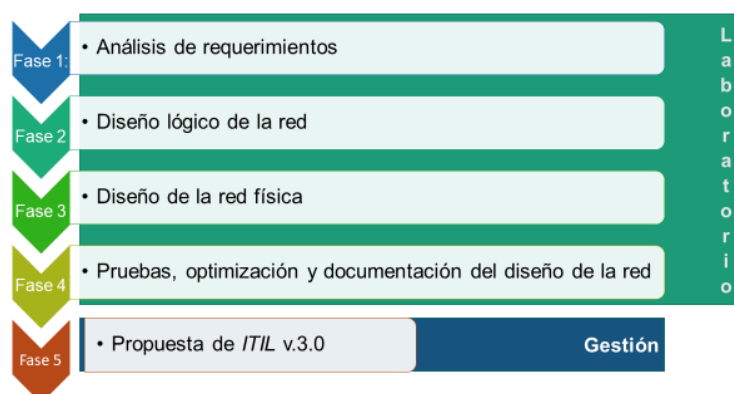 Fase 1:
• Análisis de requerimientos
Fase 2
• Diseño lógico de la red
Fase 3
• Diseño de la red física
Fase 4
• Pruebas, optimización y documentación del diseño de la red
Laboratorio
Fase 5
• Propuesta de ITIL v.3.0
Gestión